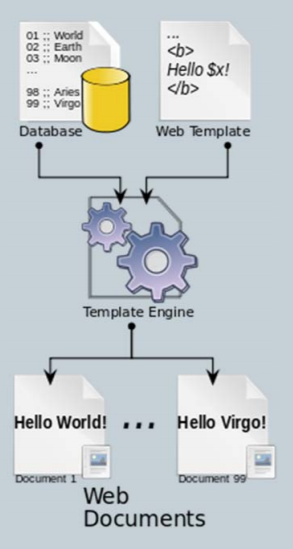 01 ;; World
02 ;; Earth
03 ;; Moon
...
98 ;; Aries
99 ;; Virgo
Database
...
<b>
Hello $x!
</b>
Web Template
Template Engine
Hello World!
...
Hello Virgo!
Document 1
Document 99
Web
Documents